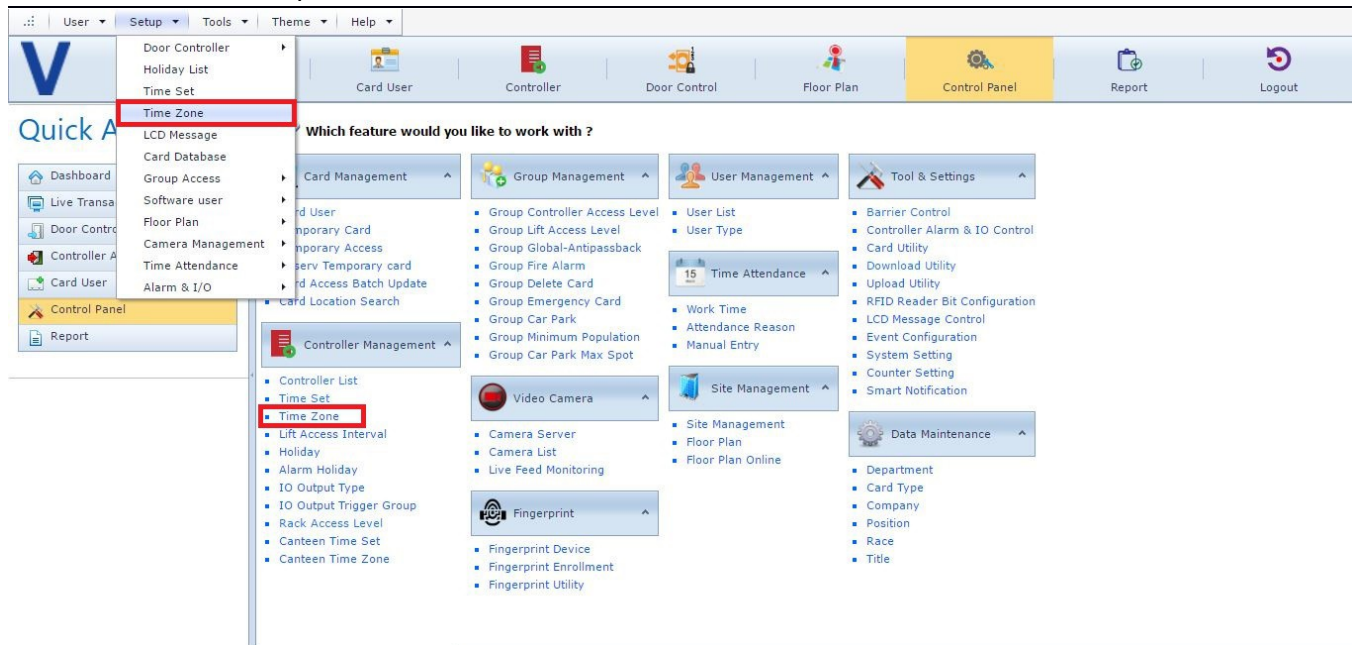 User Setup Tools Theme Help
V
Card User Controller Door Control Floor Plan Control Panel Report Logout
Door Controller
Holiday List
Time Set
Time Zone
LCD Message
Card Database
Group Access
Software user
Floor Plan
Camera Management
Time Attendance
Alarm & I/O
Quick A
Dashboard
Live Transa
Door Contro
Controller A
Card User
Control Panel
Report
Which feature would you like to work with ?
Card Management
rd User
mporary Card
mporary Access
serv Temporary card
rd Access Batch Update
Card Location Search
Controller Management
Controller List
Time Set
Time Zone
Lift Access Interval
Holiday
Alarm Holiday
IO Output Type
IO Output Trigger Group
Rack Access Level
Canteen Time Set
Canteen Time Zone
Group Management
Group Controller Access Level
Group Lift Access Level
Group Global-Antipassback
Group Fire Alarm
Group Delete Card
Group Emergency Card
Group Car Park
Group Minimum Population
Group Car Park Max Spot
Video Camera
Camera Server
Camera List
Live Feed Monitoring
Fingerprint
Fingerprint Device
Fingerprint Enrollment
Fingerprint Utility
User Management
User List
User Type
15
Time Attendance
Work Time
Attendance Reason
Manual Entry
Site Management
Site Management
Floor Plan
Floor Plan Online
Tool & Settings
Barrier Control
Controller Alarm & IO Control
Card Utility
Download Utility
Upload Utility
RFID Reader Bit Configuration
LCD Message Control
Event Configuration
System Setting
Counter Setting
Smart Notification
Data Maintenance
Department
Card Type
Company
Position
Race
Title